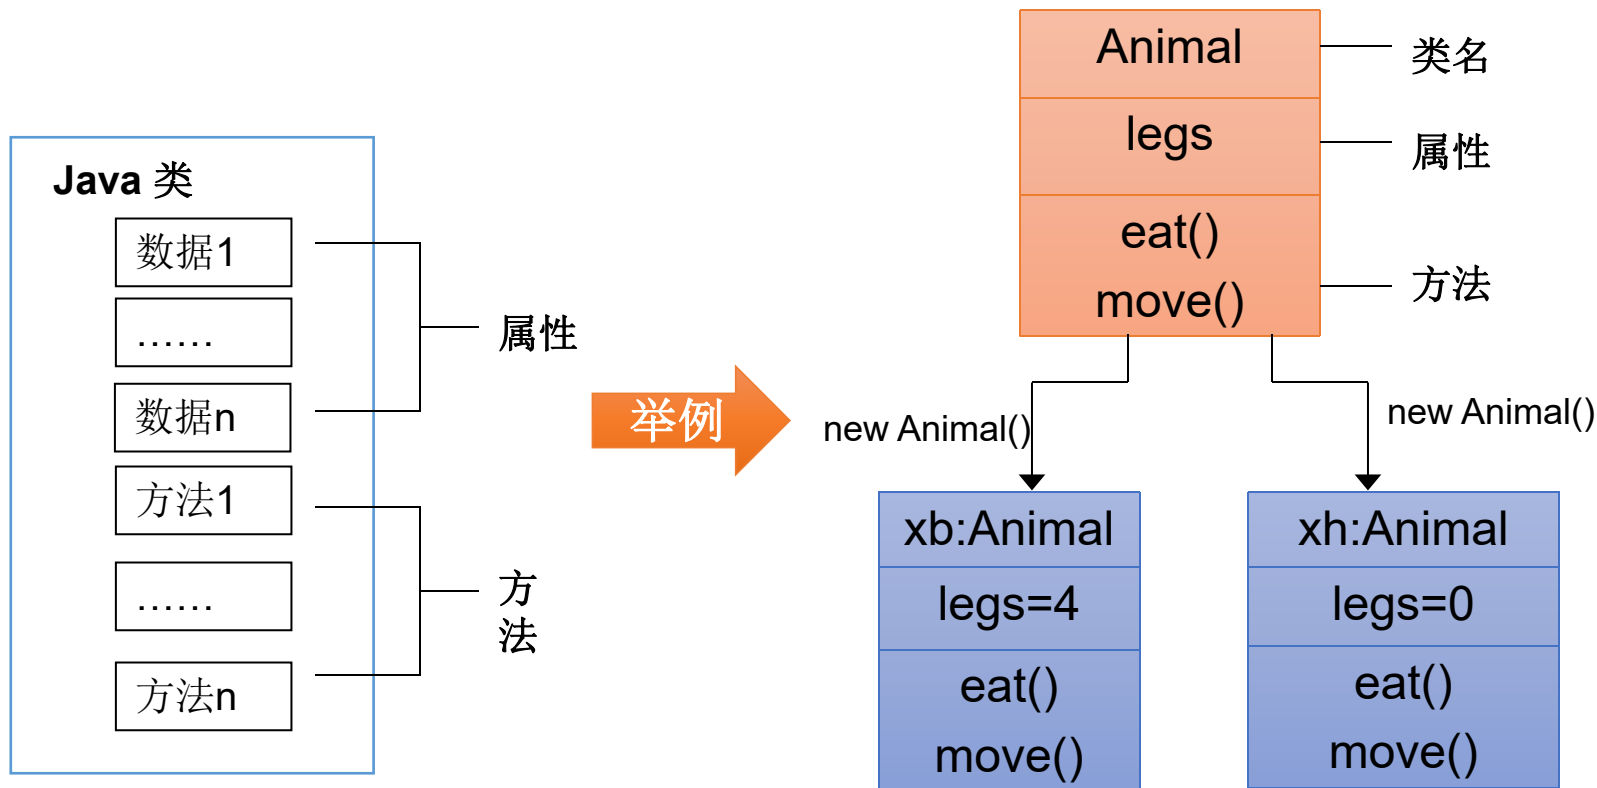 Java 类
数据1
……
数据n
方法1
……
方法n
属性
方
法
举例
Animal
legs
eat()
move()
类名
属性
方法
new Animal()
new Animal()
xb:Animal
legs=4
eat()
move()
xh:Animal
legs=0
eat()
move()